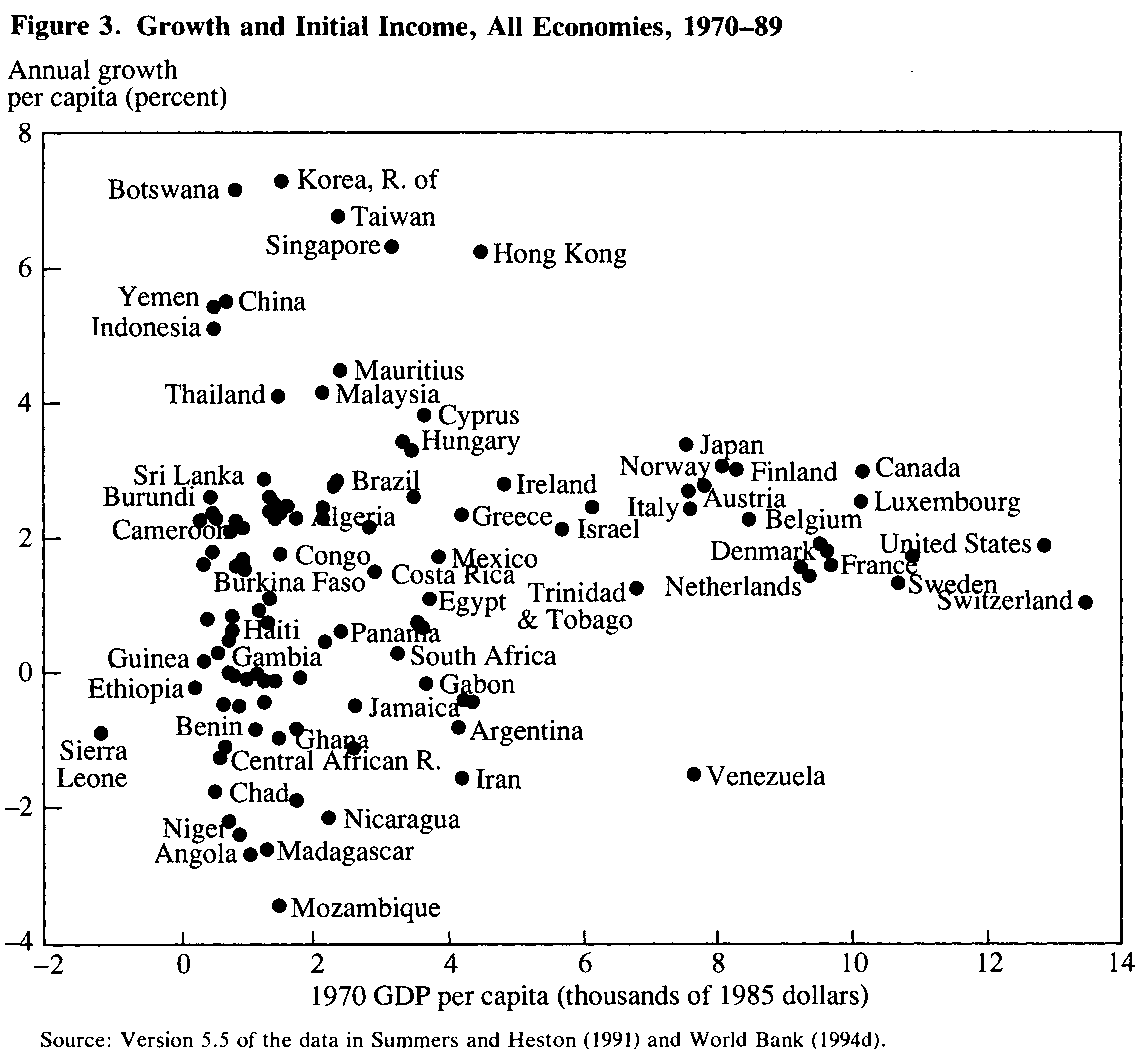 Figure 3. Growth and Initial Income, All Economies, 1970–89
Annual growth
per capita (percent)
8
Botswana
Korea, R. of
Taiwan
Singapore
Hong Kong
6
Yemen
China
Indonesia
Mauritius
Thailand
Malaysia
4
Cyprus
Hungary
Japan
Norway
Finland
Canada
Sri Lanka
Brazil
Ireland
Burundi
Austria
Luxembourg
Italy
Algeria
Greece
Belgium
Cameroon
Israel
2
United States
Denmark
Congo
Mexico
France
Burkina Faso
Costa Rica
Netherlands
Sweden
Trinidad
& Tobago
Switzerland
Egypt
Haiti
Panama
Guinea
Gambia
South Africa
0
Ethiopia
Gabon
Jamaica
Benin
Argentina
Ghana
Sierra
Leone
Central African R.
Iran
Venezuela
Chad
–2
Nicaragua
Niger
Angola
Madagascar
Mozambique
–4
–2 0 2 4 6 8 10 12 14
1970 GDP per capita (thousands of 1985 dollars)
Source: Version 5.5 of the data in Summers and Heston (1991) and World Bank (1994d).